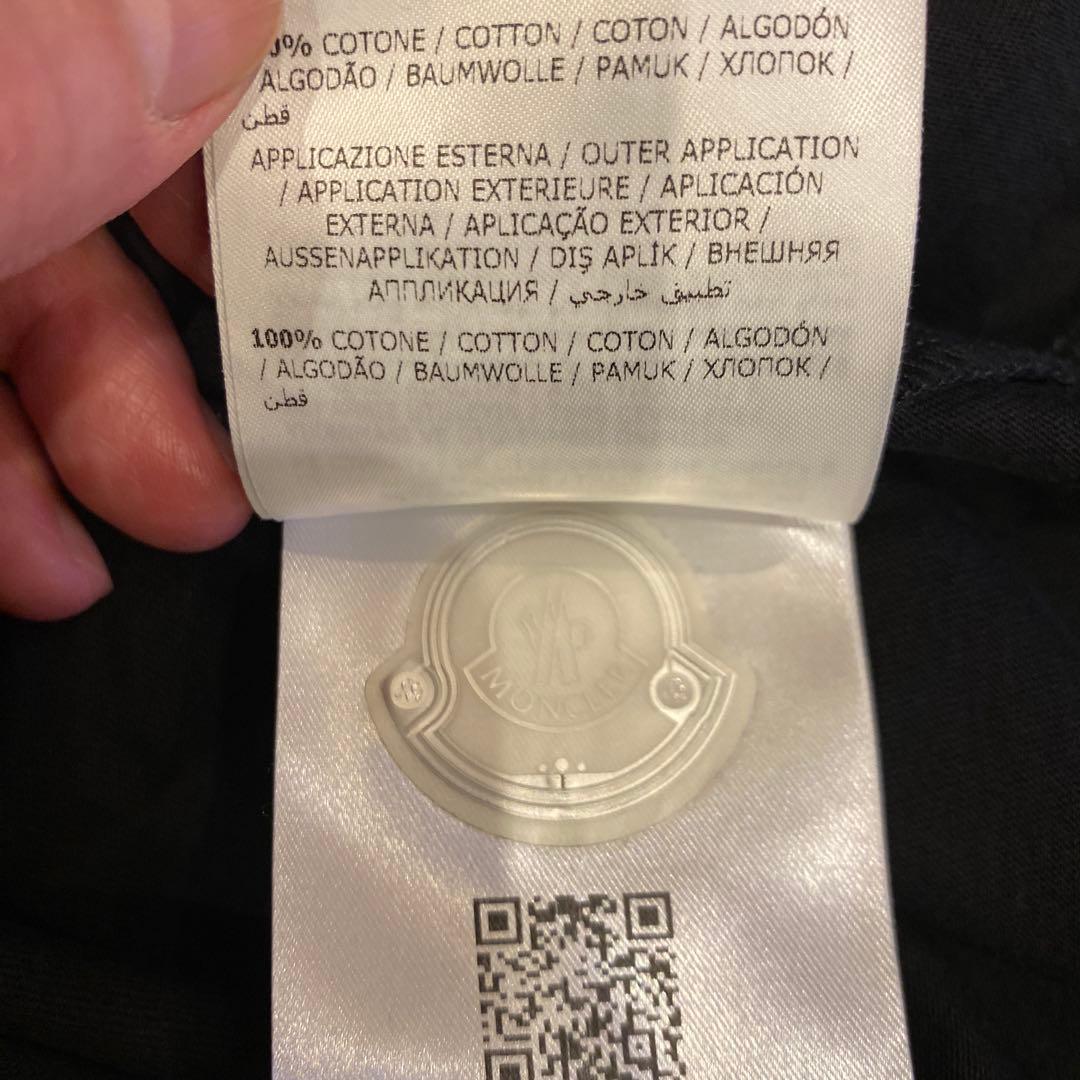 0% COTONE / COTTON / COTON / ALGODÓN
ALGODÃO / BAUMWOLLE / PAMUK / ХЛОПОК /
قطن
APPLICAZIONE ESTERNA / OUTER APPLICATION
/ APPLICATION EXTERIEURE / APLICACIÓN
EXTERNA / APLICAÇÃO EXTERIOR /
AUSSENAPPLIKATION / DIŞ APLİK / ВНЕШНЯЯ
АППЛИКАЦИЯ / تطبيق خارجي
100% COTONE / COTTON / COTON / ALGODÓN
/ ALGODÃO / BAUMWOLLE / PAMUK / ХЛОПОК /
قطن
MONCLER